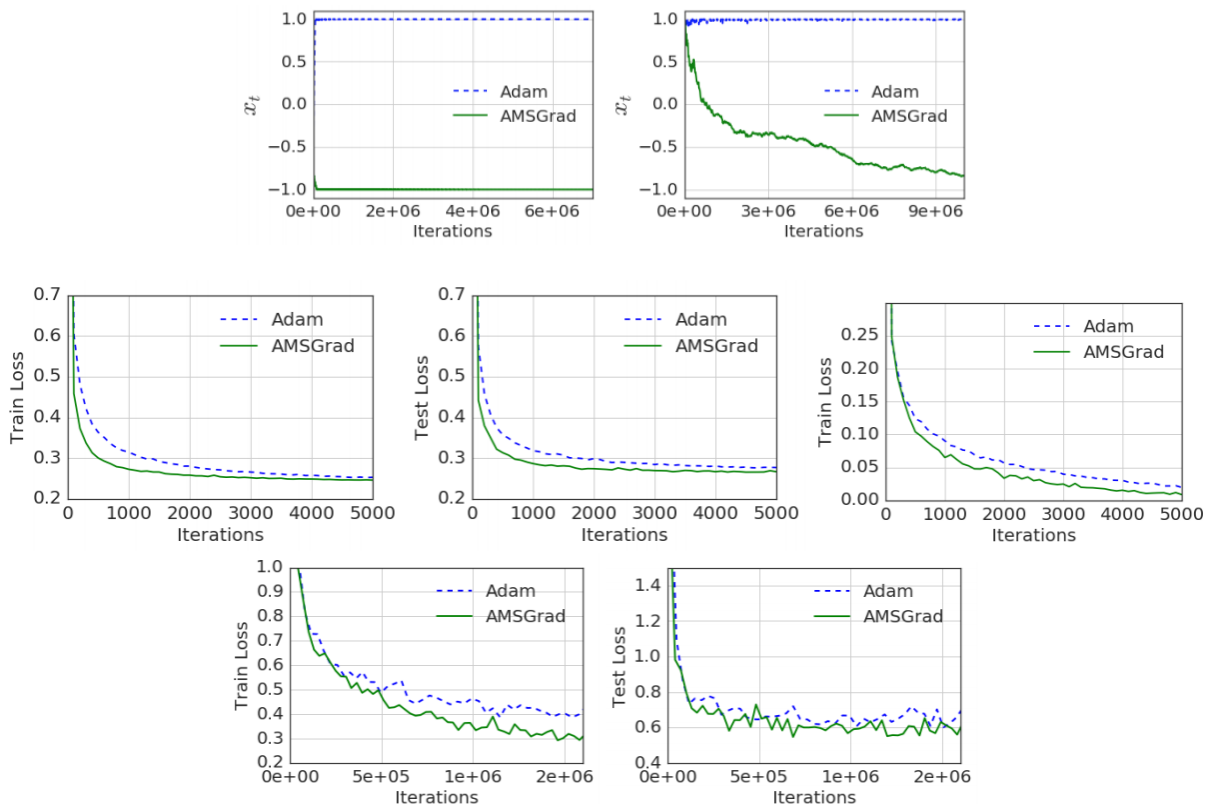 1.0
0.5
0.0
−0.5
−1.0
x_t
Adam
AMSGrad
0e+00 2e+06 4e+06 6e+06
Iterations
1.0
0.5
0.0
−0.5
−1.0
x_t
Adam
AMSGrad
0e+00 3e+06 6e+06 9e+06
Iterations
0.7
0.6
0.5
0.4
0.3
0.2
Train Loss
Adam
AMSGrad
0 1000 2000 3000 4000 5000
Iterations
0.7
0.6
0.5
0.4
0.3
0.2
Test Loss
Adam
AMSGrad
0 1000 2000 3000 4000 5000
Iterations
0.25
0.20
0.15
0.10
0.05
0.00
Train Loss
Adam
AMSGrad
0 1000 2000 3000 4000 5000
Iterations
1.0
0.9
0.8
0.7
0.6
0.5
0.4
0.3
0.2
Train Loss
Adam
AMSGrad
0e+00 5e+05 1e+06 2e+06
Iterations
1.4
1.2
1.0
0.8
0.6
0.4
Test Loss
Adam
AMSGrad
0e+00 5e+05 1e+06 2e+06
Iterations